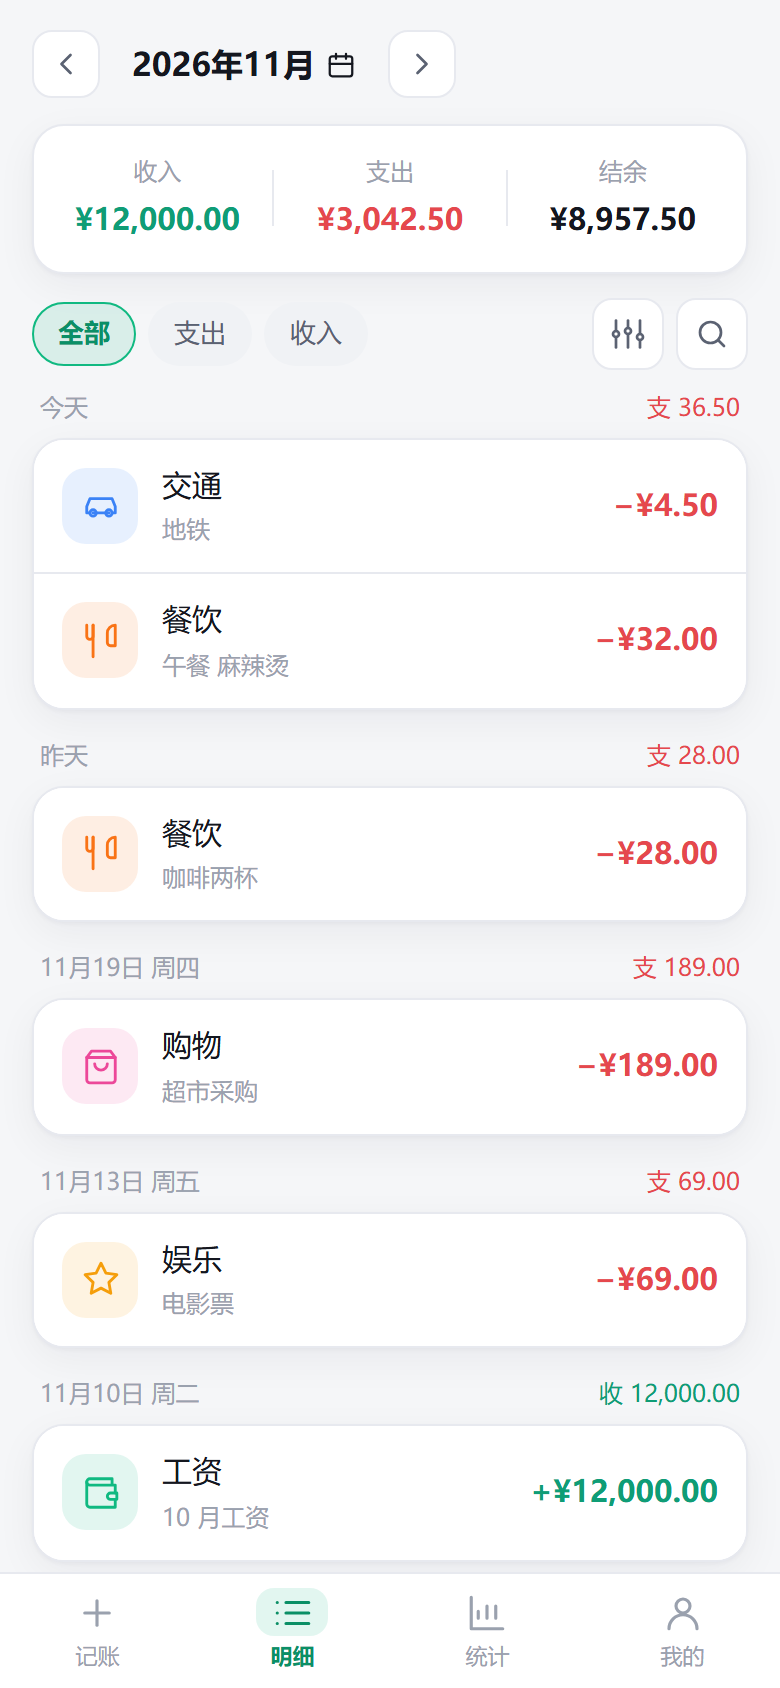 2026年11月
收入 支出 结余
¥12,000.00 ¥3,042.50 ¥8,957.50
全部 支出 收入
今天 支 36.50
交通
地铁
−¥4.50
餐饮
午餐 麻辣烫
−¥32.00
昨天 支 28.00
餐饮
咖啡两杯
−¥28.00
11月19日 周四 支 189.00
购物
超市采购
−¥189.00
11月13日 周五 支 69.00
娱乐
电影票
−¥69.00
11月10日 周二 收 12,000.00
工资
10 月工资
+¥12,000.00
记账 明细 统计 我的